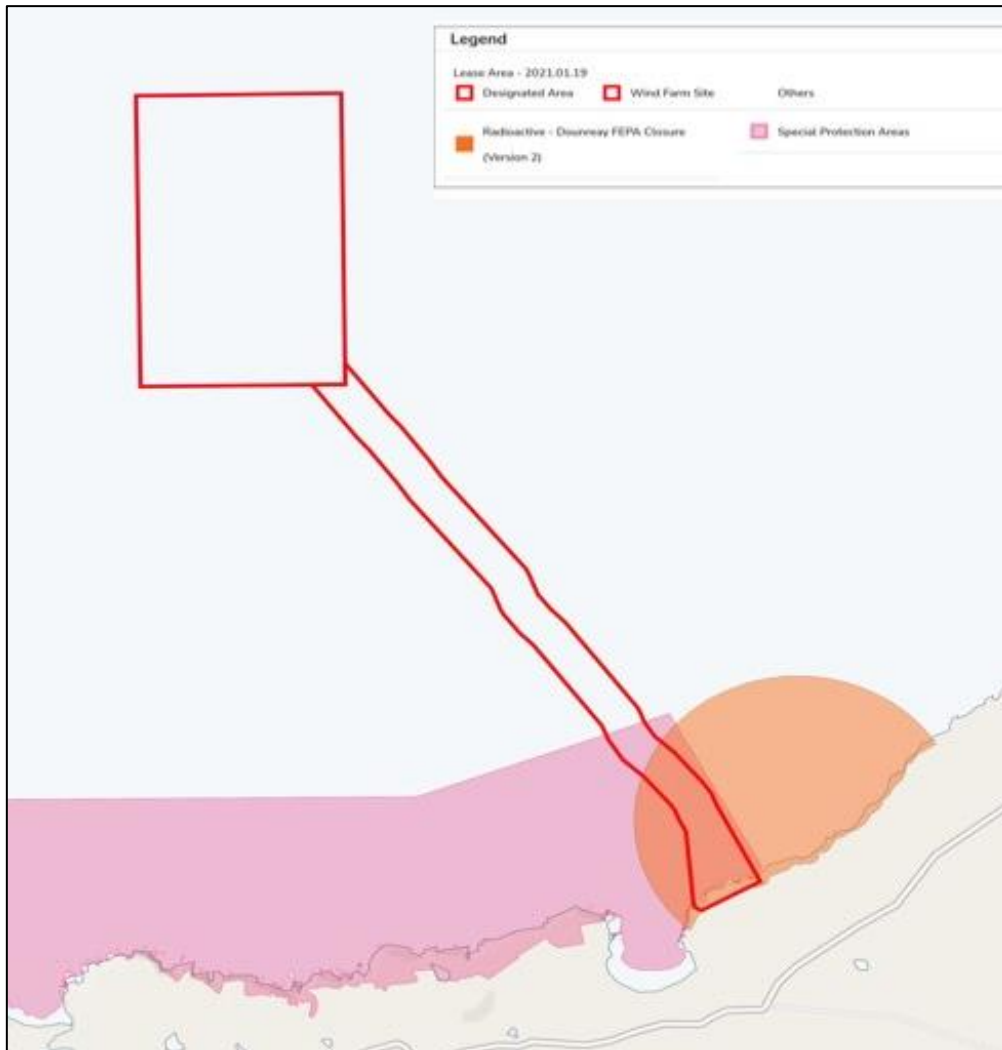 Legend
Lease Area - 2021.01.19
Designated Area Wind Farm Site Others
Radioactive - Dounreay FEPA Closure
(Version 2)
Special Protection Areas